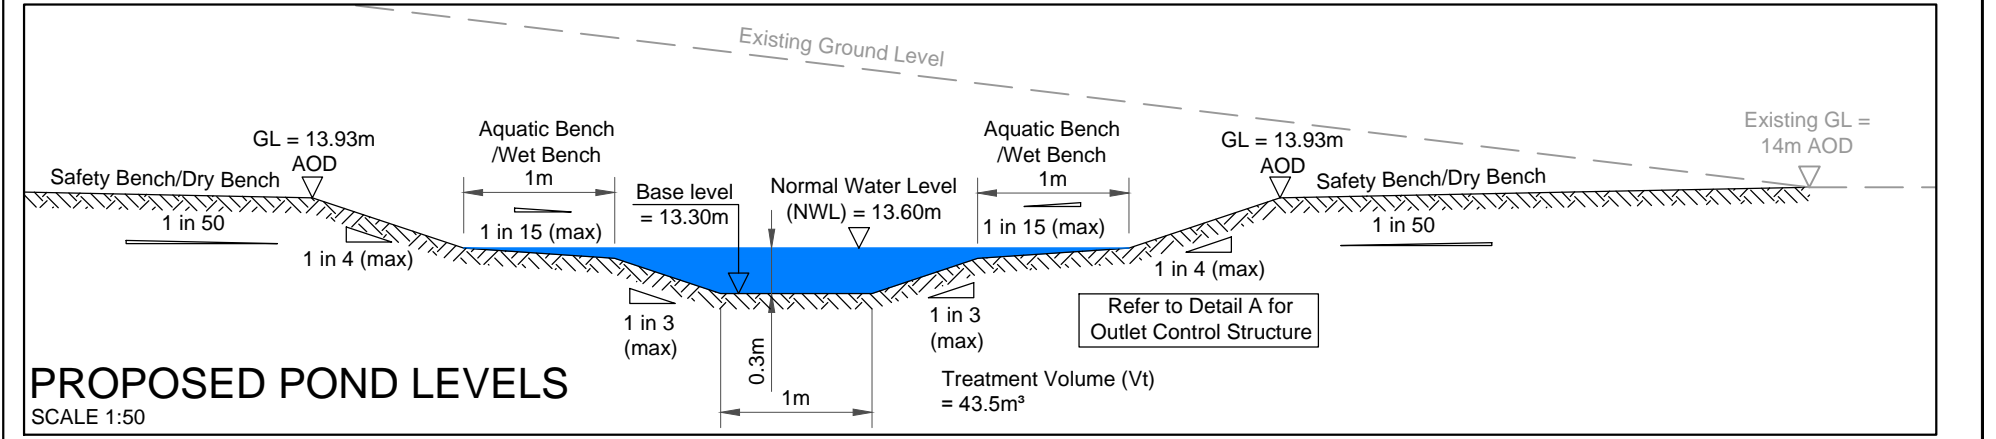 Existing Ground Level
GL = 13.93m
AOD
Safety Bench/Dry Bench
1 in 50
1 in 4 (max)
Aquatic Bench
/Wet Bench
1m
1 in 15 (max)
Base level
= 13.30m
Normal Water Level
(NWL) = 13.60m
Aquatic Bench
/Wet Bench
1m
1 in 15 (max)
GL = 13.93m
AOD
Safety Bench/Dry Bench
1 in 50
Existing GL =
14m AOD
1 in 4 (max)
1 in 3
(max)
0.3m
1m
1 in 3
(max)
Refer to Detail A for
Outlet Control Structure
Treatment Volume (Vt)
= 43.5m³
PROPOSED POND LEVELS
SCALE 1:50